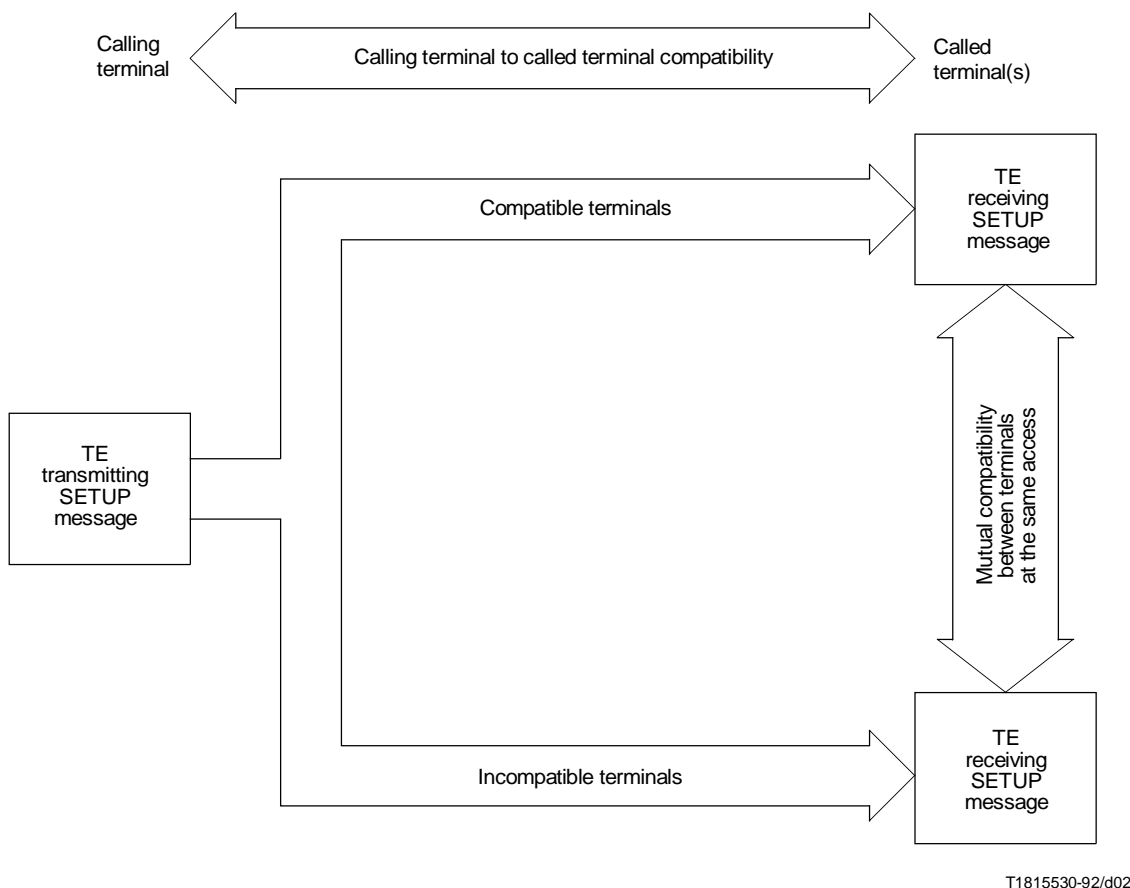 Calling
terminal
Calling terminal to called terminal compatibility
Called
terminal(s)
Compatible terminals
TE
receiving
SETUP
message
TE
transmitting
SETUP
message
Mutual compatibility
between terminals
at the same access
Incompatible terminals
TE
receiving
SETUP
message
T1815530-92/d02